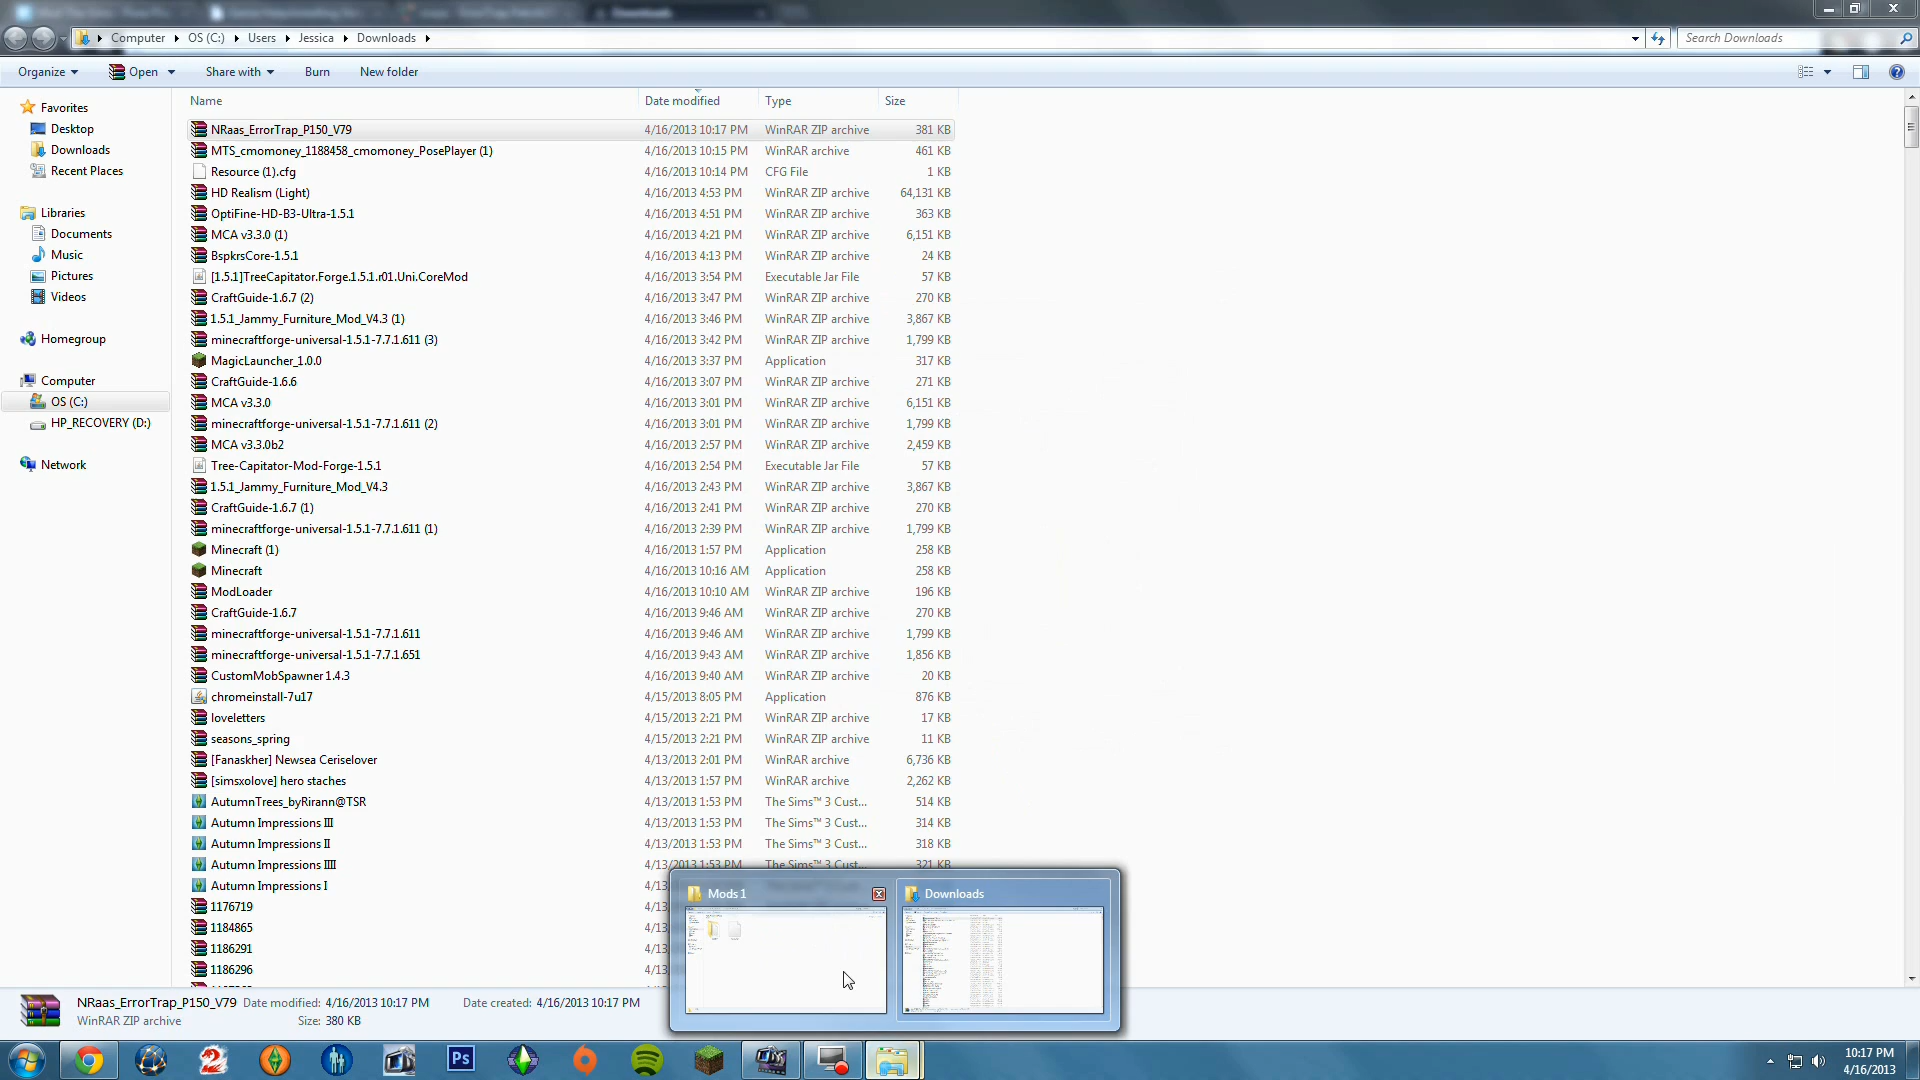 Computer ▸ OS (C:) ▸ Users ▸ Jessica ▸ Downloads ▸
Search Downloads
Organize Open Share with Burn New folder
Name Date modified Type Size
Favorites
Desktop
Downloads
Recent Places
Libraries
Documents
Music
Pictures
Videos
Homegroup
Computer
OS (C:)
HP_RECOVERY (D:)
Network
NRaas_ErrorTrap_P150_V79 4/16/2013 10:17 PM WinRAR ZIP archive 381 KB
MTS_cmomoney_1188458_cmomoney_PosePlayer (1) 4/16/2013 10:15 PM WinRAR archive 461 KB
Resource (1).cfg 4/16/2013 10:14 PM CFG File 1 KB
HD Realism (Light) 4/16/2013 4:53 PM WinRAR ZIP archive 64,131 KB
OptiFine-HD-B3-Ultra-1.5.1 4/16/2013 4:51 PM WinRAR ZIP archive 363 KB
MCA v3.3.0 (1) 4/16/2013 4:21 PM WinRAR ZIP archive 6,151 KB
BspkrsCore-1.5.1 4/16/2013 4:13 PM WinRAR ZIP archive 24 KB
[1.5.1]TreeCapitator.Forge.1.5.1.r01.Uni.CoreMod 4/16/2013 3:54 PM Executable Jar File 57 KB
CraftGuide-1.6.7 (2) 4/16/2013 3:47 PM WinRAR ZIP archive 270 KB
1.5.1_Jammy_Furniture_Mod_V4.3 (1) 4/16/2013 3:46 PM WinRAR ZIP archive 3,867 KB
minecraftforge-universal-1.5.1-7.7.1.611 (3) 4/16/2013 3:42 PM WinRAR ZIP archive 1,799 KB
MagicLauncher_1.0.0 4/16/2013 3:37 PM Application 317 KB
CraftGuide-1.6.6 4/16/2013 3:07 PM WinRAR ZIP archive 271 KB
MCA v3.3.0 4/16/2013 3:01 PM WinRAR ZIP archive 6,151 KB
minecraftforge-universal-1.5.1-7.7.1.611 (2) 4/16/2013 3:01 PM WinRAR ZIP archive 1,799 KB
MCA v3.3.0b2 4/16/2013 2:57 PM WinRAR ZIP archive 2,459 KB
Tree-Capitator-Mod-Forge-1.5.1 4/16/2013 2:54 PM Executable Jar File 57 KB
1.5.1_Jammy_Furniture_Mod_V4.3 4/16/2013 2:43 PM WinRAR ZIP archive 3,867 KB
CraftGuide-1.6.7 (1) 4/16/2013 2:41 PM WinRAR ZIP archive 270 KB
minecraftforge-universal-1.5.1-7.7.1.611 (1) 4/16/2013 2:39 PM WinRAR ZIP archive 1,799 KB
Minecraft (1) 4/16/2013 1:57 PM Application 258 KB
Minecraft 4/16/2013 10:16 AM Application 258 KB
ModLoader 4/16/2013 10:10 AM WinRAR ZIP archive 196 KB
CraftGuide-1.6.7 4/16/2013 9:46 AM WinRAR ZIP archive 270 KB
minecraftforge-universal-1.5.1-7.7.1.611 4/16/2013 9:46 AM WinRAR ZIP archive 1,799 KB
minecraftforge-universal-1.5.1-7.7.1.651 4/16/2013 9:43 AM WinRAR ZIP archive 1,856 KB
CustomMobSpawner 1.4.3 4/16/2013 9:40 AM WinRAR ZIP archive 20 KB
chromeinstall-7u17 4/15/2013 8:05 PM Application 876 KB
loveletters 4/15/2013 2:21 PM WinRAR ZIP archive 17 KB
seasons_spring 4/15/2013 2:21 PM WinRAR ZIP archive 11 KB
[Fanaskher] Newsea Ceriselover 4/13/2013 2:01 PM WinRAR archive 6,736 KB
[simsxolove] hero staches 4/13/2013 1:57 PM WinRAR archive 2,262 KB
AutumnTrees_byRirann@TSR 4/13/2013 1:53 PM The Sims™ 3 Cust... 514 KB
Autumn Impressions III 4/13/2013 1:53 PM The Sims™ 3 Cust... 314 KB
Autumn Impressions II 4/13/2013 1:53 PM The Sims™ 3 Cust... 318 KB
Autumn Impressions IIII 4/13/2013 1:53 PM The Sims™ 3 Cust... 321 KB
Autumn Impressions I 4/13
1176719 4/13
1184865 4/13
1186291 4/13
1186296 4/13
Mods1 Downloads
NRaas_ErrorTrap_P150_V79 Date modified: 4/16/2013 10:17 PM Date created: 4/16/2013 10:17 PM
WinRAR ZIP archive Size: 380 KB
Ps
10:17 PM
4/16/2013